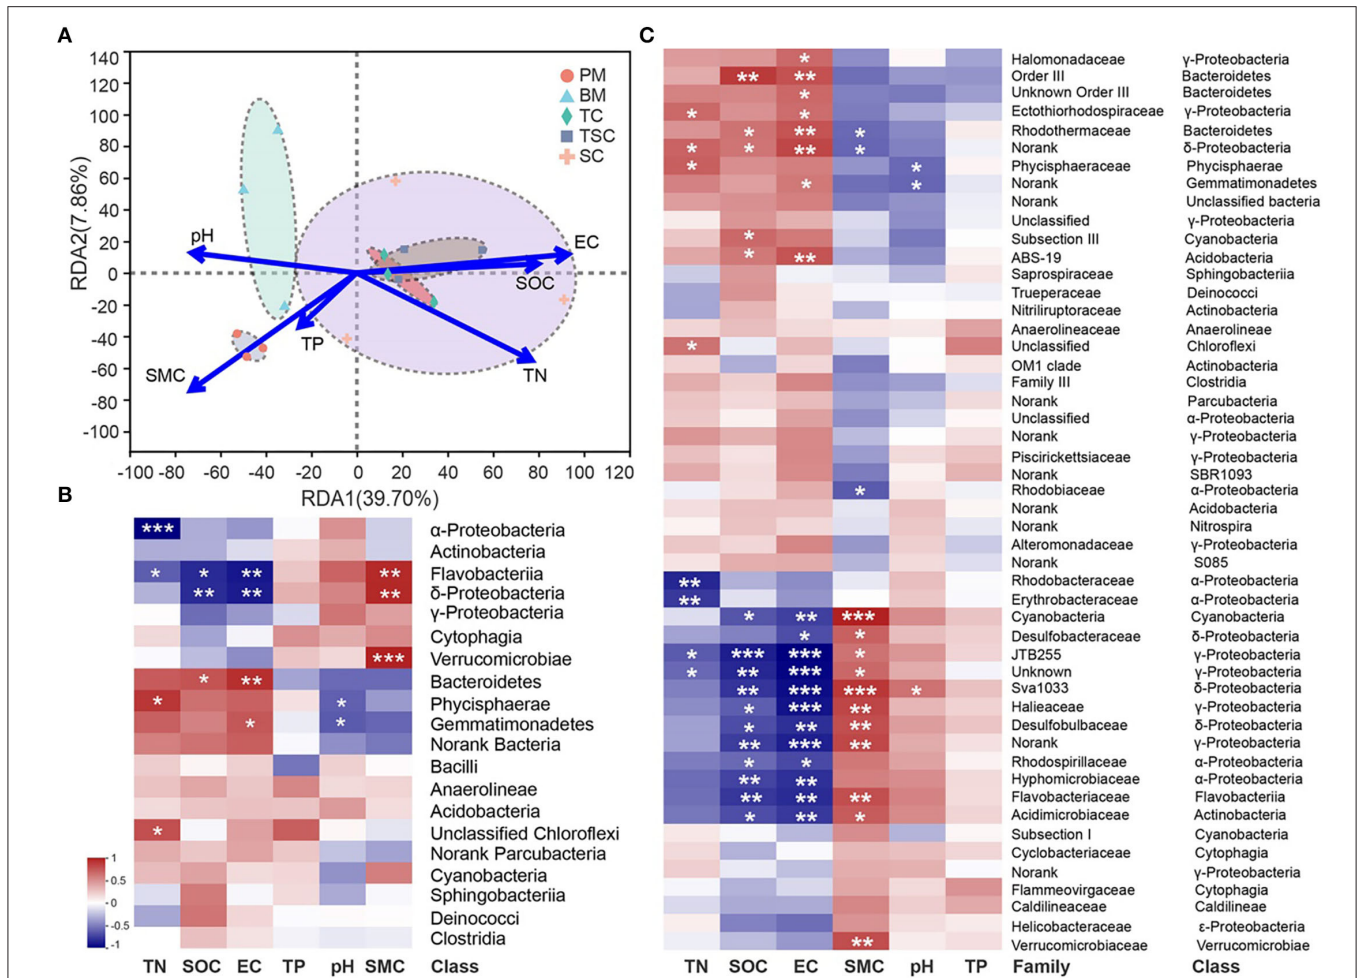 A
140
120
100
80
60
40
20
0
-20
-40
-60
-80
-100
RDA2(7.86%)
PM
BM
TC
TSC
SC
pH
EC
SOC
TP
SMC
TN
-100 -80 -60 -40 -20 0 20 40 60 80 100 120
RDA1(39.70%)
B
*** α-Proteobacteria
Actinobacteria
* * ** ** Flavobacteriia
** ** ** δ-Proteobacteria
γ-Proteobacteria
Cytophagia
*** Verrucomicrobiae
* ** Bacteroidetes
* * Phycisphaerae
* * Gemmatimonadetes
Norank Bacteria
Bacilli
Anaerolineae
Acidobacteria
* Unclassified Chloroflexi
Norank Parcubacteria
Cyanobacteria
Sphingobacteriia
Deinococci
Clostridia
1
0.5
0
-0.5
-1
TN SOC EC TP pH SMC Class
C
* Halomonadaceae γ-Proteobacteria
** ** Order III Bacteroidetes
* Unknown Order III Bacteroidetes
* * Ectothiorhodospiraceae γ-Proteobacteria
* ** * Rhodothermaceae Bacteroidetes
* * ** * Norank δ-Proteobacteria
* * Phycisphaeraceae Phycisphaerae
* * Norank Gemmatimonadetes
Norank Unclassified bacteria
Unclassified γ-Proteobacteria
* Subsection III Cyanobacteria
* ** ABS-19 Acidobacteria
Saprospiraceae Sphingobacteriia
Trueperaceae Deinococci
Nitriliruptoraceae Actinobacteria
Anaerolineaceae Anaerolineae
* Unclassified Chloroflexi
OM1 clade Actinobacteria
Family III Clostridia
Norank Parcubacteria
Unclassified α-Proteobacteria
Norank γ-Proteobacteria
Piscirickettsiaceae γ-Proteobacteria
Norank SBR1093
* Rhodobiaceae α-Proteobacteria
Norank Acidobacteria
Norank Nitrospira
Alteromonadaceae γ-Proteobacteria
Norank S085
** Rhodobacteraceae α-Proteobacteria
** Erythrobacteraceae α-Proteobacteria
* ** *** Cyanobacteria Cyanobacteria
* * Desulfobacteraceae δ-Proteobacteria
* *** *** * JTB255 γ-Proteobacteria
* ** *** * Unknown γ-Proteobacteria
** *** *** * Sva1033 δ-Proteobacteria
* *** ** Halieaceae γ-Proteobacteria
* ** ** Desulfobulbaceae δ-Proteobacteria
** *** ** Norank γ-Proteobacteria
* * Rhodospirillaceae α-Proteobacteria
** ** Hyphomicrobiaceae α-Proteobacteria
** ** ** Flavobacteriaceae Flavobacteriia
* ** * Acidimicrobiaceae Actinobacteria
Subsection I Cyanobacteria
Cyclobacteriaceae Cytophagia
Norank γ-Proteobacteria
Flammeovirgaceae Cytophagia
Caldilineaceae Caldilineae
Helicobacteraceae ε-Proteobacteria
** Verrucomicrobiaceae Verrucomicrobiae
TN SOC EC SMC pH TP Family Class